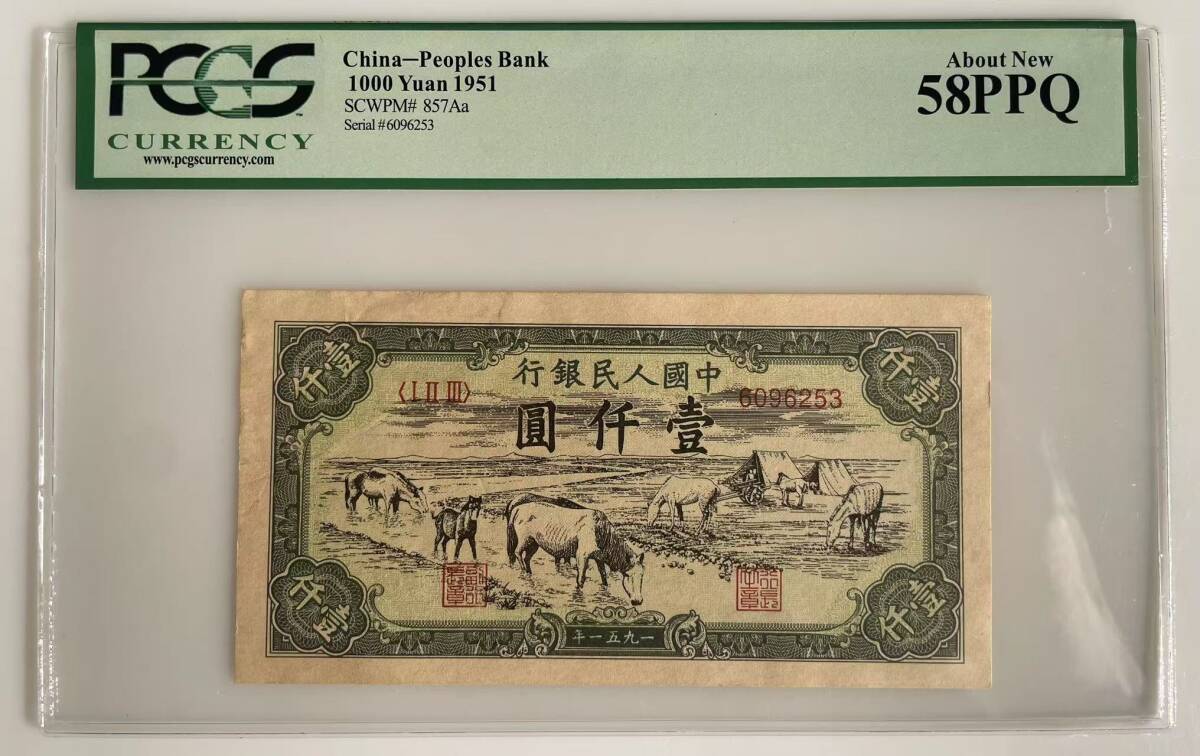 PCGS
CURRENCY
www.pcgscurrency.com
China—Peoples Bank
1000 Yuan 1951
SCWPM# 857Aa
Serial #6096253
About New
58PPQ
壹仟
壹仟
行銀民人國中
〈I II III〉
6096253
圓仟壹
壹仟
壹仟
年一五九一